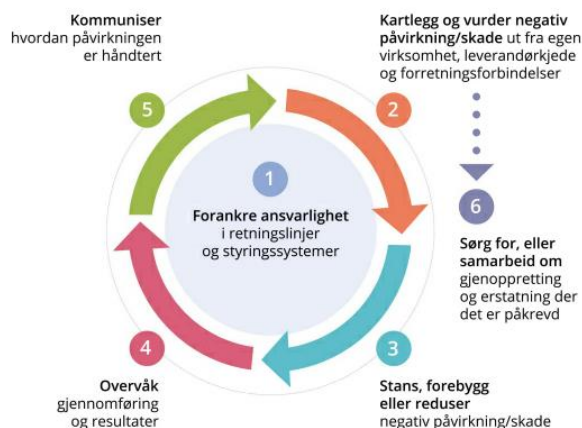 Kommuniser
hvordan påvirkningen
er håndtert
5
Kartlegg og vurder negativ
påvirkning/skade ut fra egen
virksomhet, leverandørkjede
og forretningsforbindelser
2
1
Forankre ansvarlighet
i retningslinjer
og styringssystemer
6
Sørg for, eller
samarbeid om
gjenoppretting
og erstatning der
det er påkrevd
4
Overvåk
gjennomføring
og resultater
3
Stans, forebygg
eller reduser
negativ påvirkning/skade